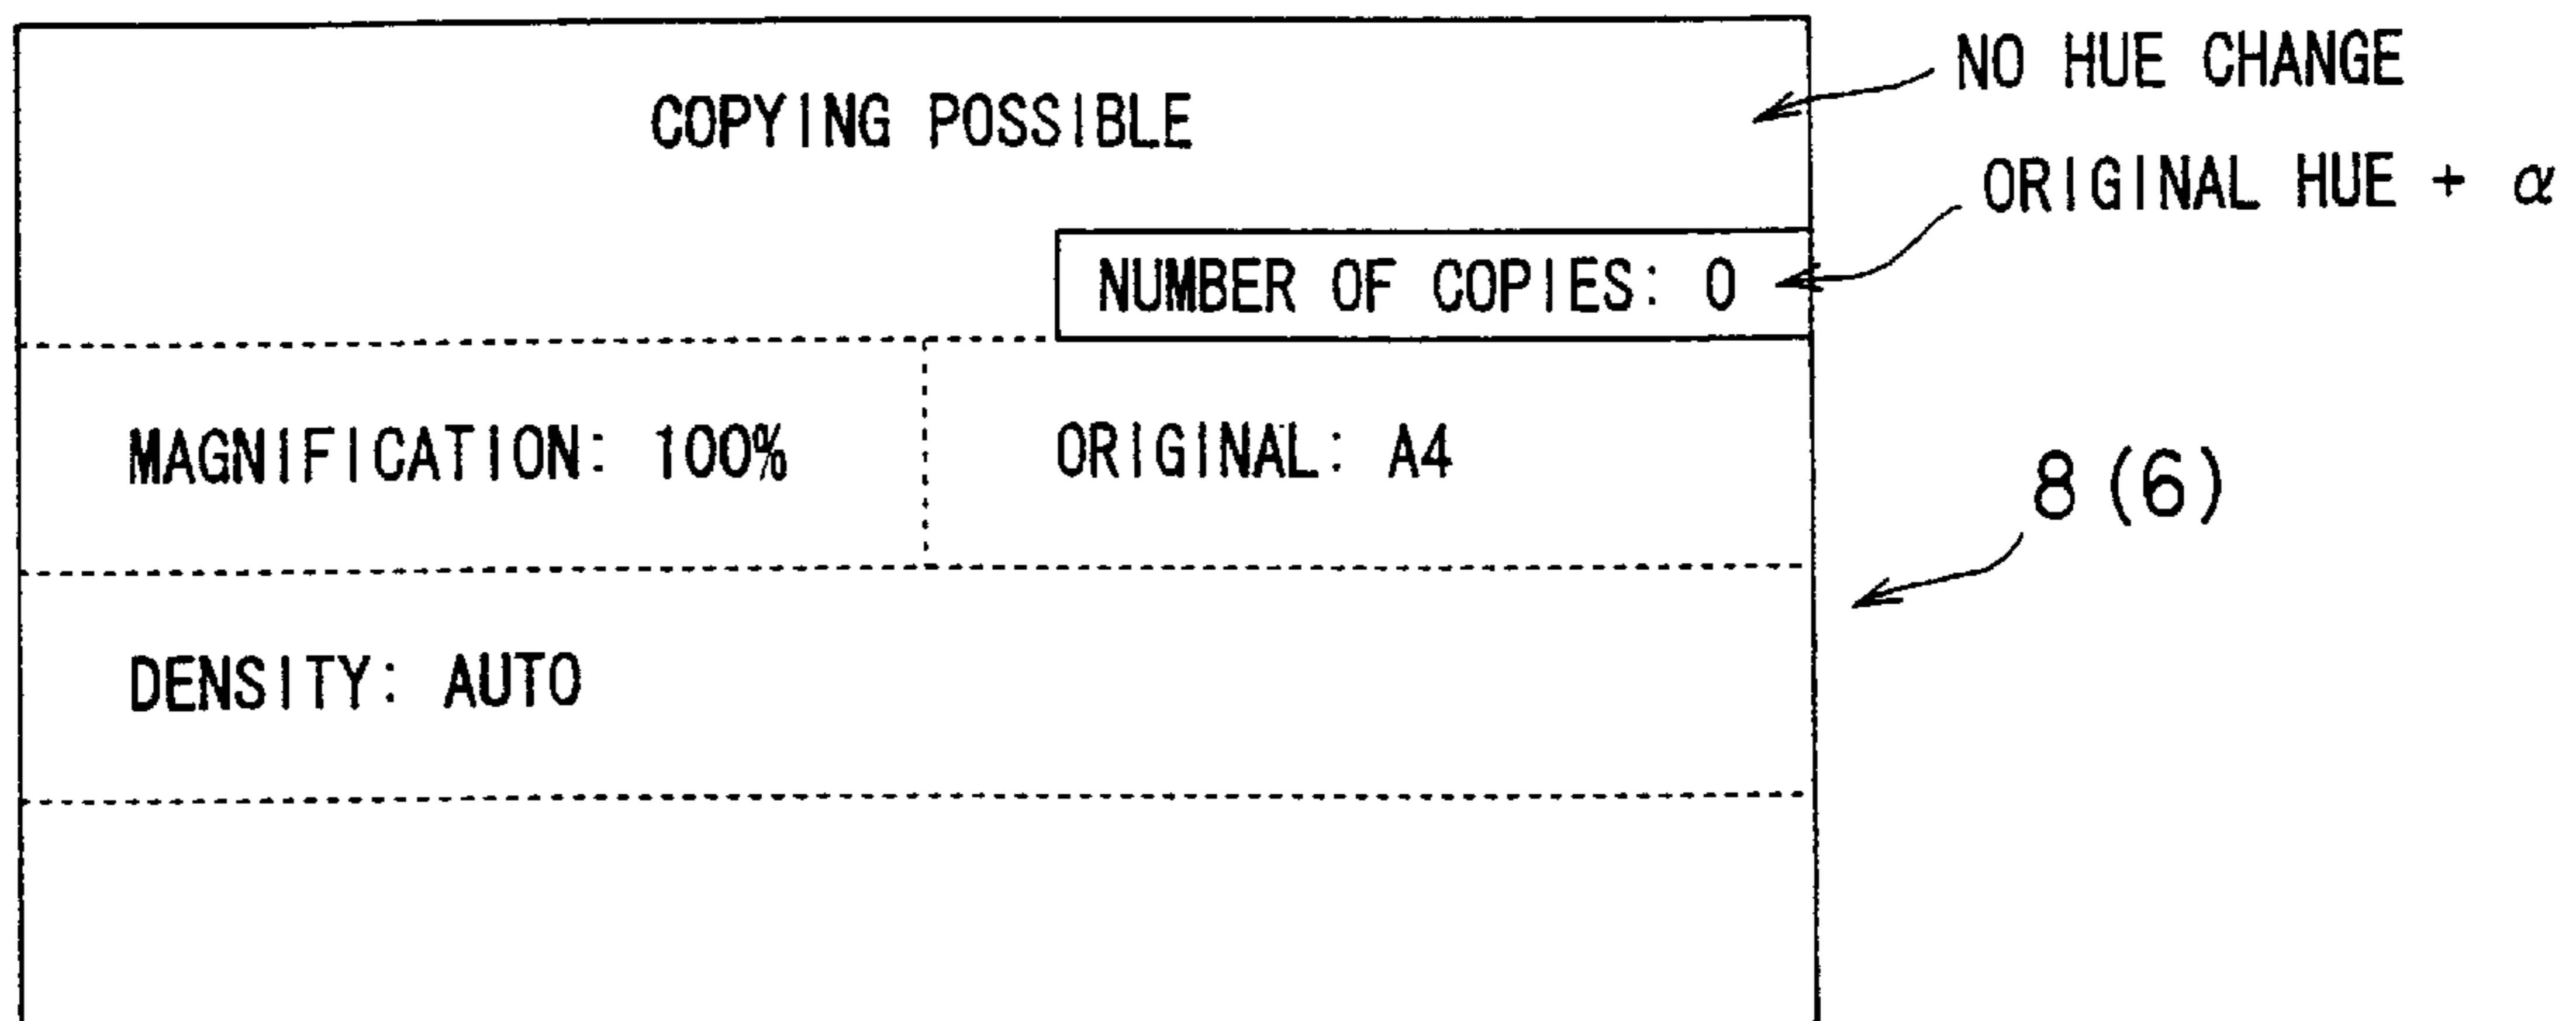 COPYING POSSIBLE
NO HUE CHANGE
ORIGINAL HUE + α
NUMBER OF COPIES: 0
MAGNIFICATION: 100%
ORIGINAL: A4
8(6)
DENSITY: AUTO